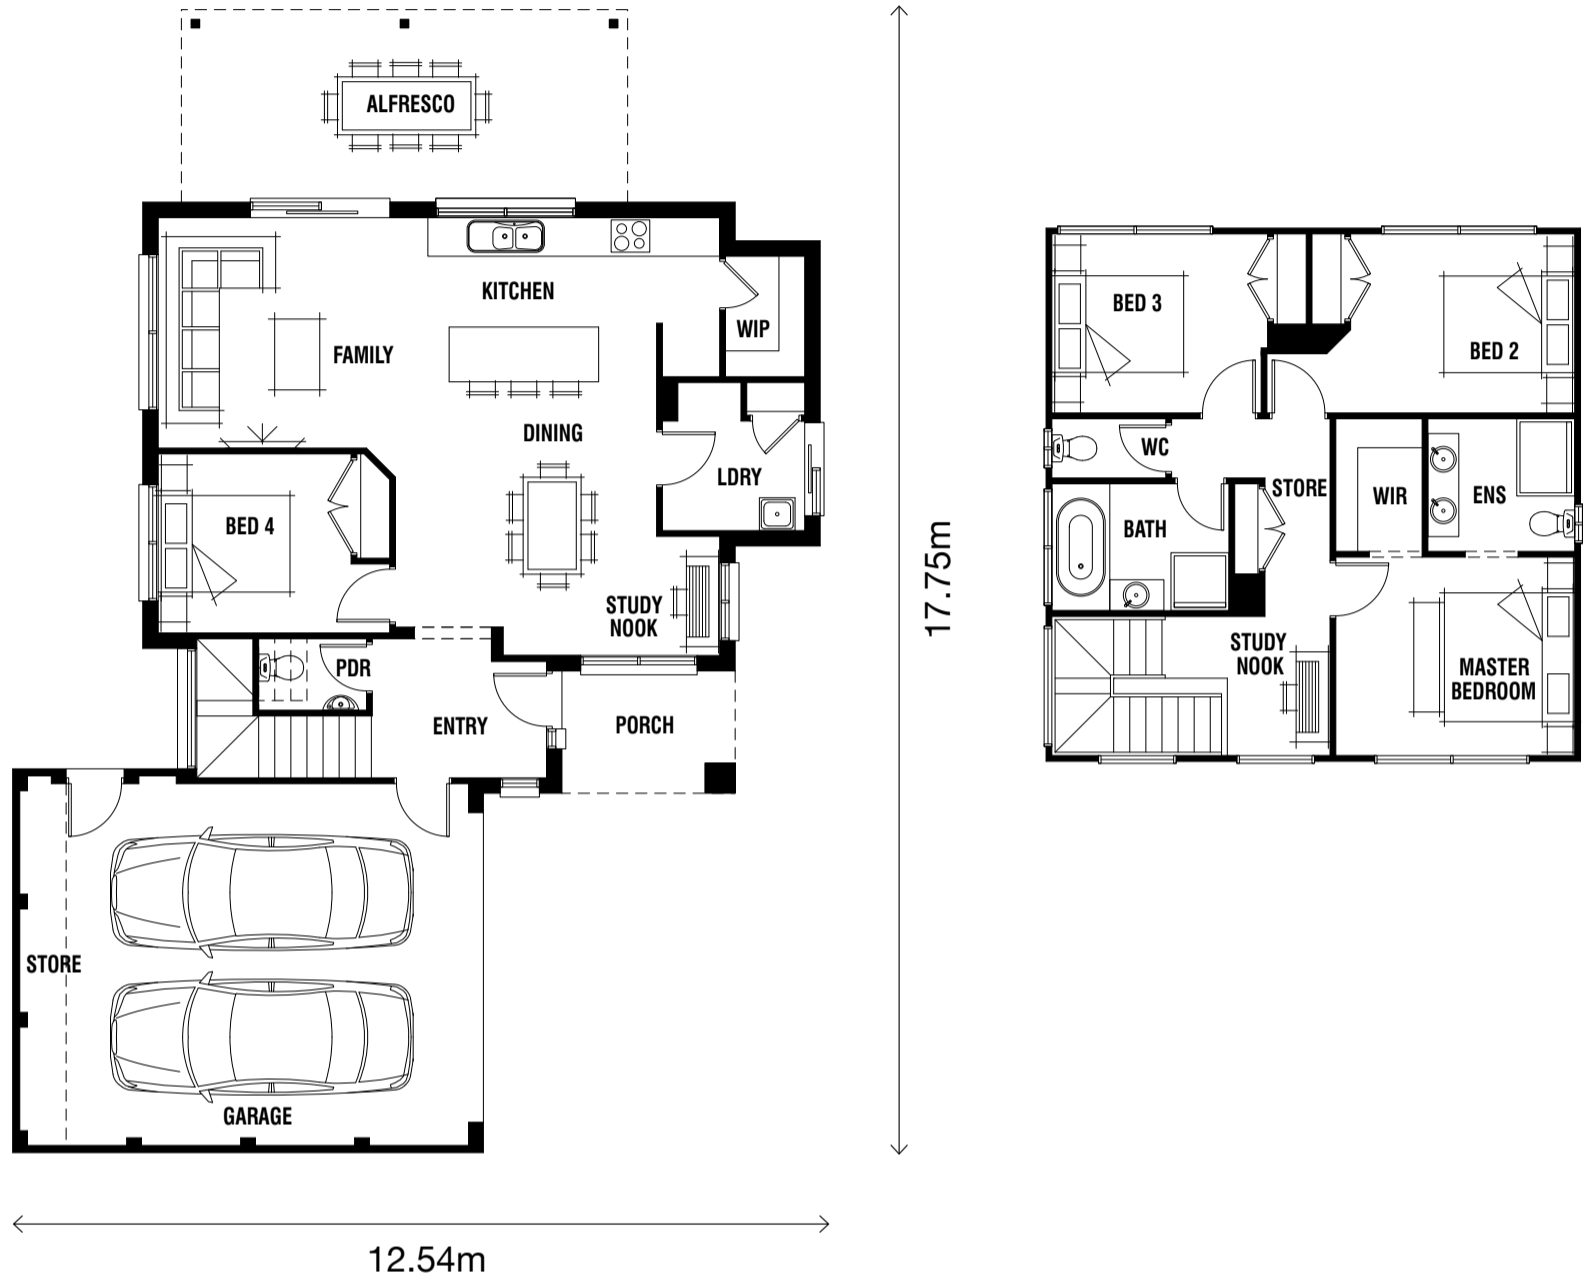 ALFRESCO
KITCHEN
WIP
FAMILY
DINING
LDRY
BED 4
STUDY
NOOK
PDR
ENTRY
PORCH
STORE
GARAGE
12.54m
17.75m
BED 3
BED 2
WC
STORE
WIR
ENS
BATH
STUDY
NOOK
MASTER
BEDROOM